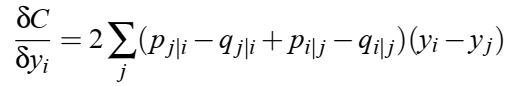 δC/δy_i = 2 ∑_j (p_{j|i} − q_{j|i} + p_{i|j} − q_{i|j})(y_i − y_j)